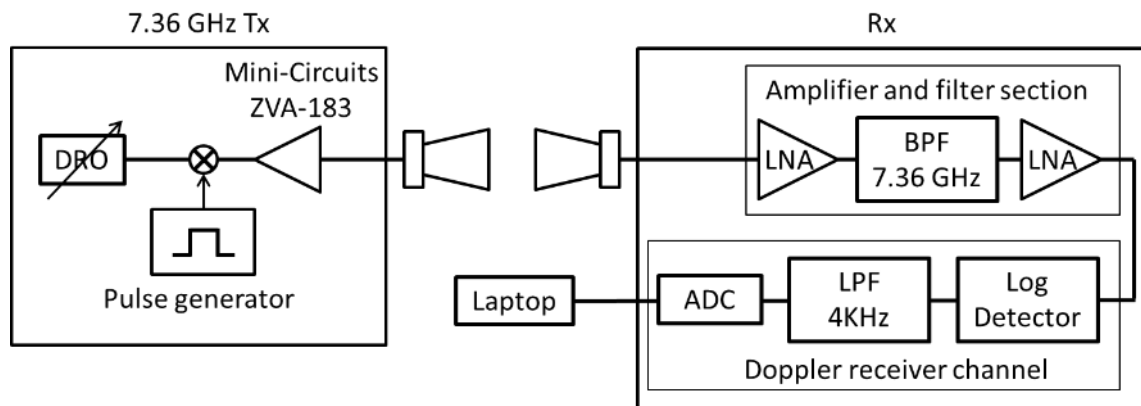 7.36 GHz Tx
Mini-Circuits
ZVA-183
DRO
Pulse generator
Rx
Amplifier and filter section
LNA
BPF
7.36 GHz
LNA
Laptop
ADC
LPF
4KHz
Log
Detector
Doppler receiver channel